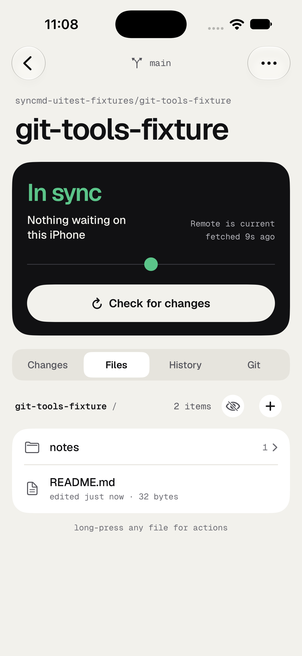 11:08
main
syncmd-uitest-fixtures/git-tools-fixture
git-tools-fixture
In sync
Nothing waiting on
this iPhone
Remote is current
fetched 9s ago
Check for changes
Changes
Files
History
Git
git-tools-fixture /
2 items
notes
1
README.md
edited just now · 32 bytes
long-press any file for actions